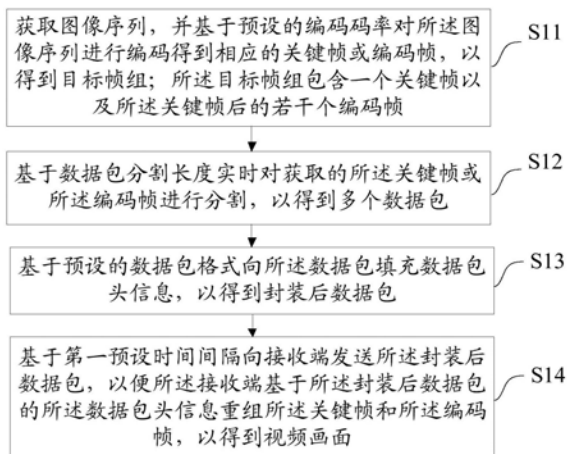 获取图像序列，并基于预设的编码码率对所述图
像序列进行编码得到相应的关键帧或编码帧，以
得到目标帧组；所述目标帧组包含一个关键帧以
及所述关键帧后的若干个编码帧
S11
基于数据包分割长度实时对获取的所述关键帧或
所述编码帧进行分割，以得到多个数据包
S12
基于预设的数据包格式向所述数据包填充数据包
头信息，以得到封装后数据包
S13
基于第一预设时间间隔向接收端发送所述封装后
数据包，以便所述接收端基于所述封装后数据包
的所述数据包头信息重组所述关键帧和所述编码
帧，以得到视频画面
S14